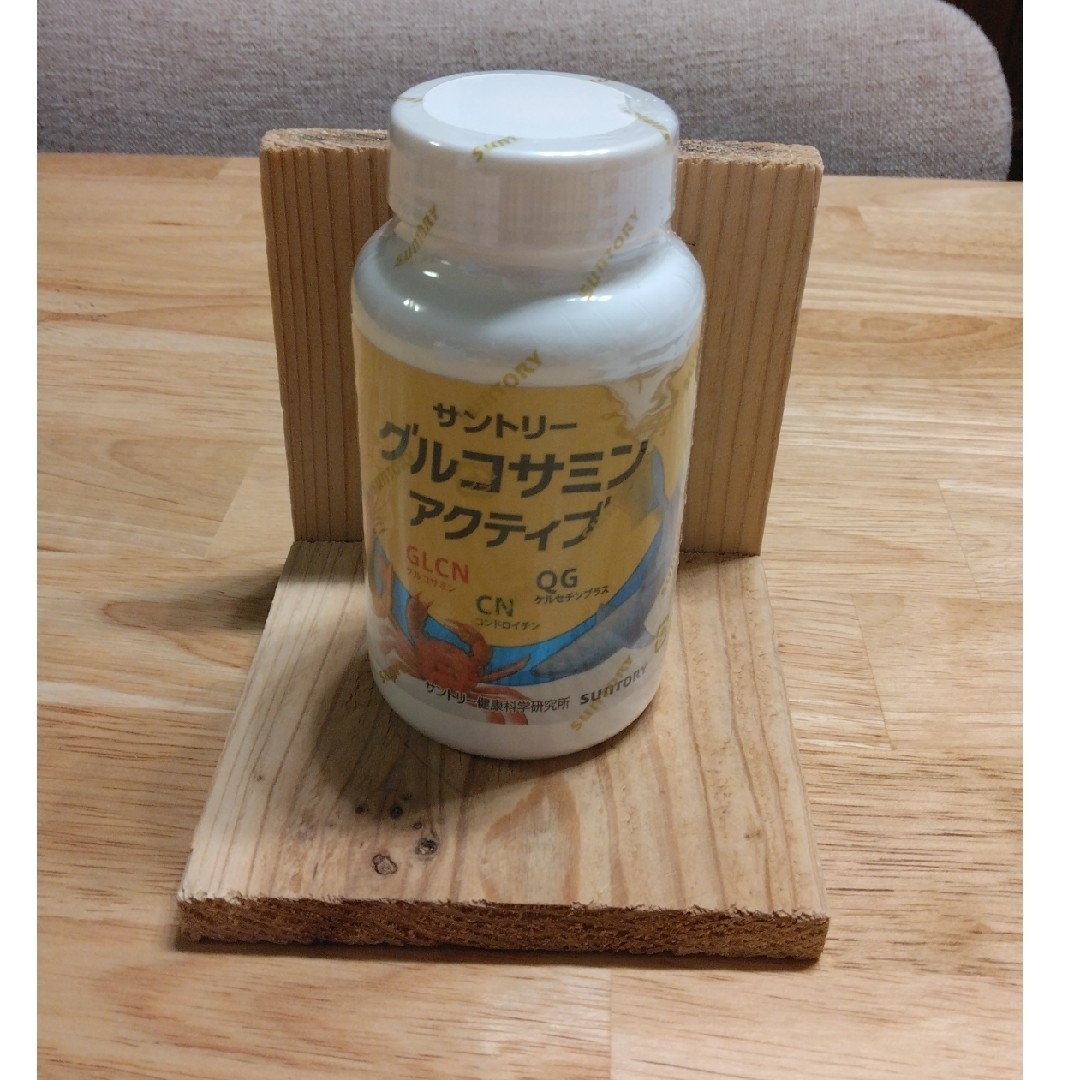 サントリー
グルコサミン
アクティブ
GLCN
グルコサミン
QG
ケルセチンプラス
CN
コンドロイチン
サントリー健康科学研究所
SUNTORY
SUNTORY
SUNTORY
SUNTORY